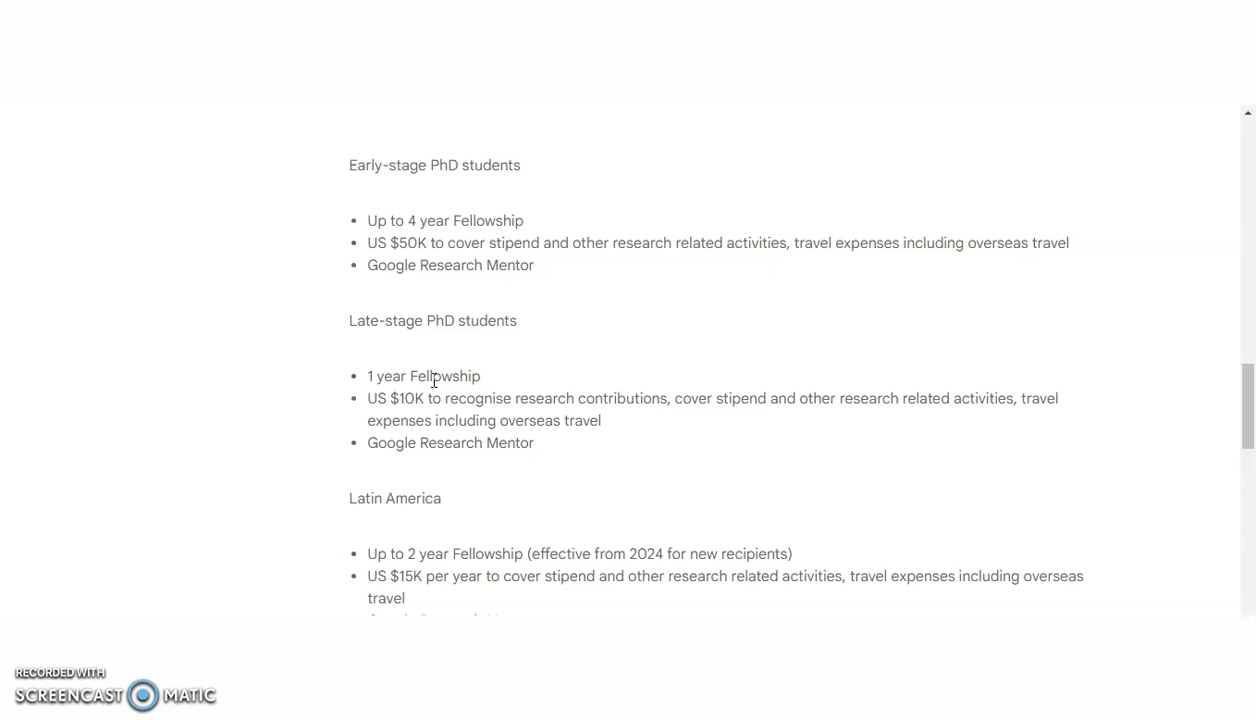 Early-stage PhD students
• Up to 4 year Fellowship
• US $50K to cover stipend and other research related activities, travel expenses including overseas travel
• Google Research Mentor
Late-stage PhD students
• 1 year Fellowship
• US $10K to recognise research contributions, cover stipend and other research related activities, travel
expenses including overseas travel
• Google Research Mentor
Latin America
• Up to 2 year Fellowship (effective from 2024 for new recipients)
• US $15K per year to cover stipend and other research related activities, travel expenses including overseas
travel
RECORDED WITH
SCREENCAST MATIC